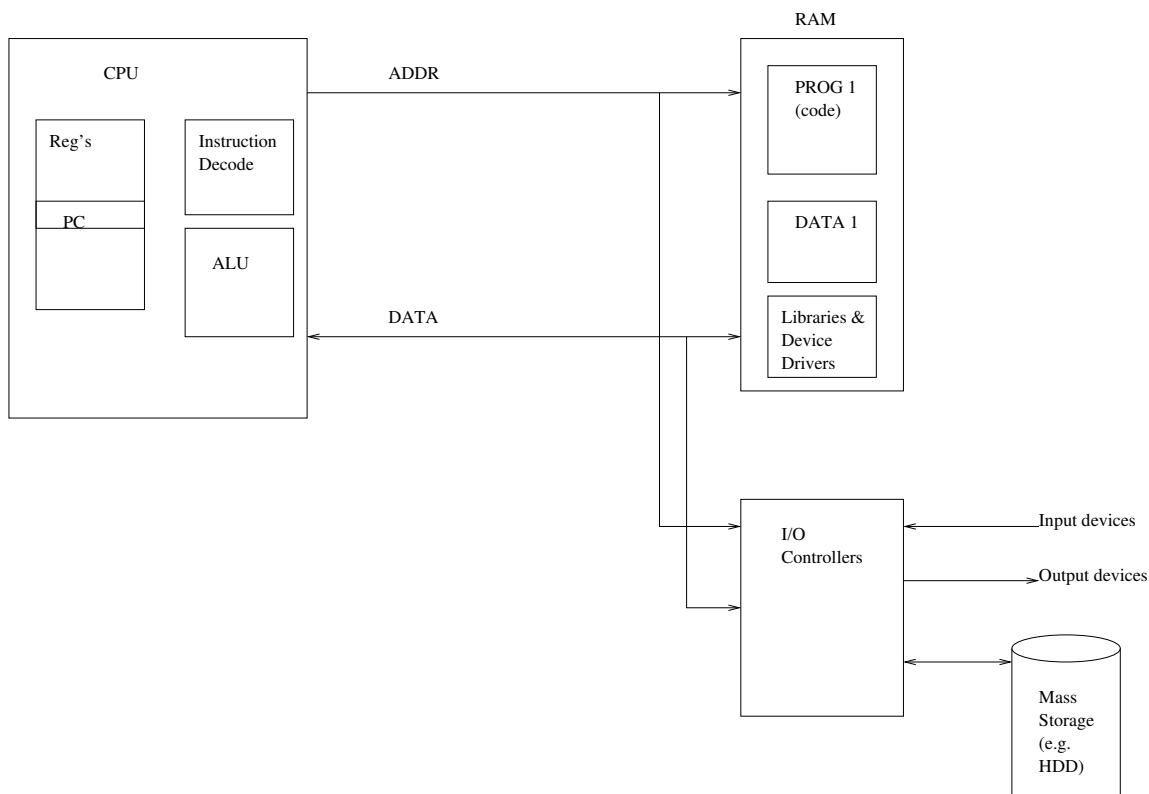 RAM
CPU
ADDR
PROG 1
(code)
Reg's
Instruction
Decode
PC
DATA 1
ALU
DATA
Libraries &
Device
Drivers
I/O
Controllers
Input devices
Output devices
Mass
Storage
(e.g.
HDD)